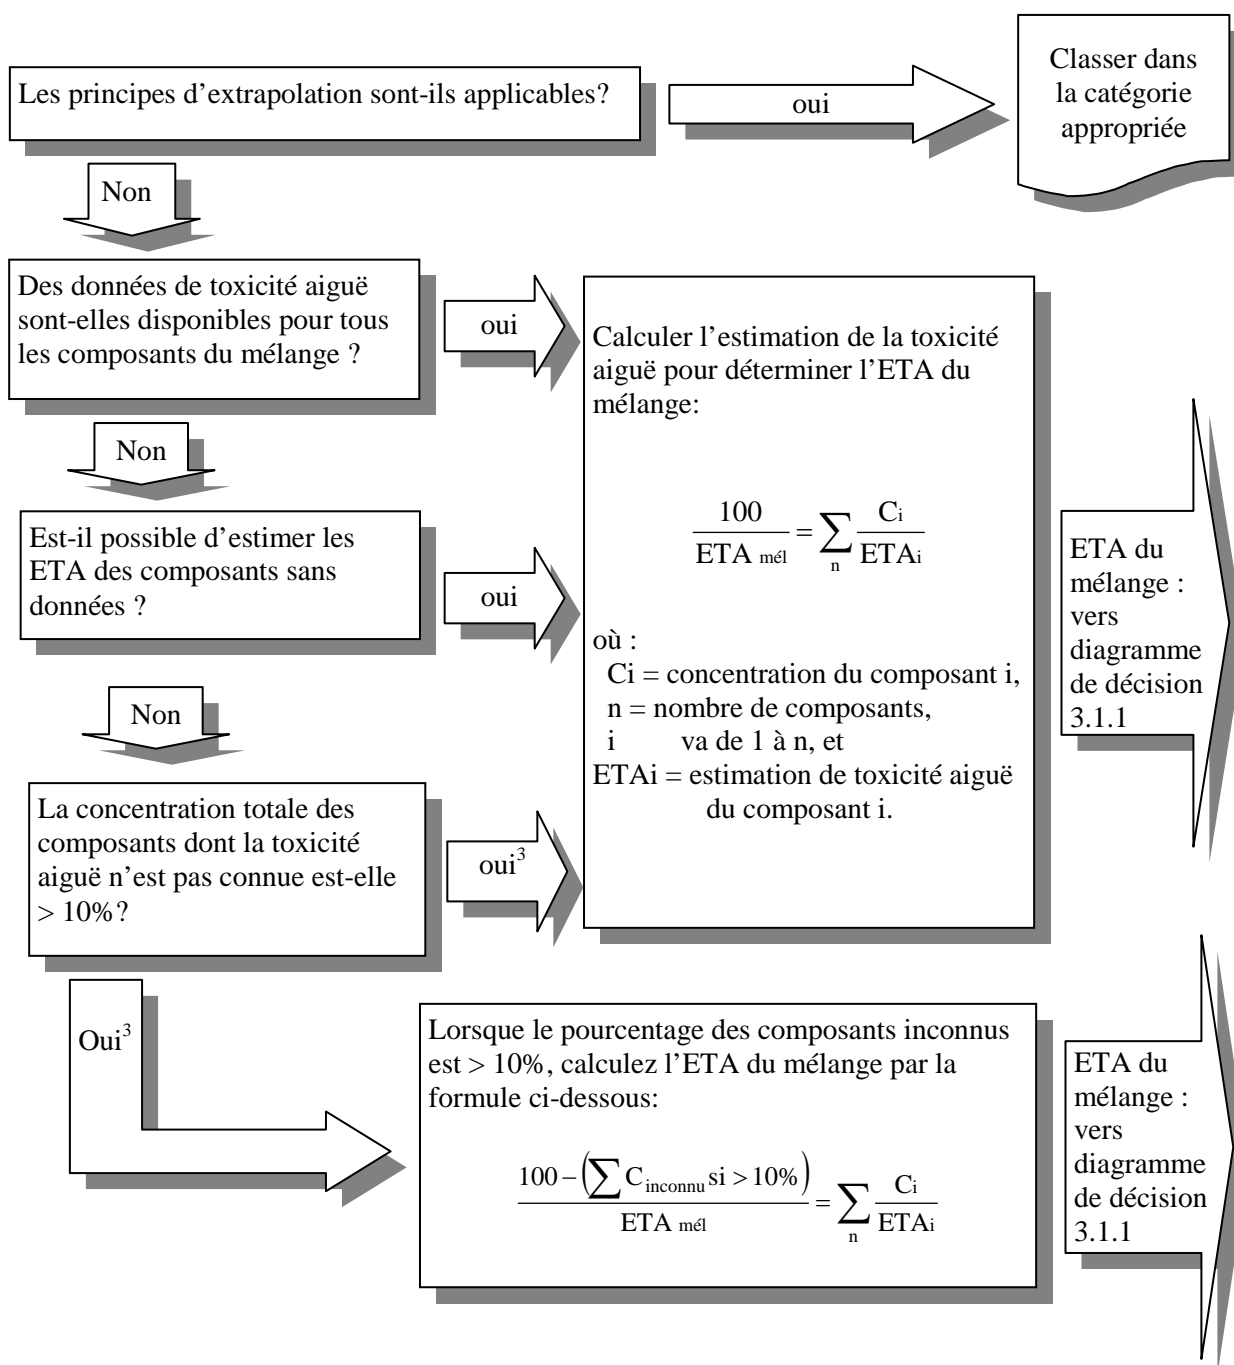 Les principes d'extrapolation sont-ils applicables?
oui
Classer dans
la catégorie
appropriée
Non
Des données de toxicité aiguë
sont-elles disponibles pour tous
les composants du mélange ?
oui
Calculer l'estimation de la toxicité
aiguë pour déterminer l'ETA du
mélange:
100 / ETA mél = ∑ n Ci / ETAi
où :
Ci = concentration du composant i,
n = nombre de composants,
i va de 1 à n, et
ETAi = estimation de toxicité aiguë
du composant i.
ETA du
mélange :
vers
diagramme
de décision
3.1.1
Non
Est-il possible d'estimer les
ETA des composants sans
données ?
oui
Non
La concentration totale des
composants dont la toxicité
aiguë n'est pas connue est-elle
> 10%?
oui³
Oui³
Lorsque le pourcentage des composants inconnus
est > 10%, calculez l'ETA du mélange par la
formule ci-dessous:
100 − (∑ C inconnu si > 10%) / ETA mél = ∑ n Ci / ETAi
ETA du
mélange :
vers
diagramme
de décision
3.1.1